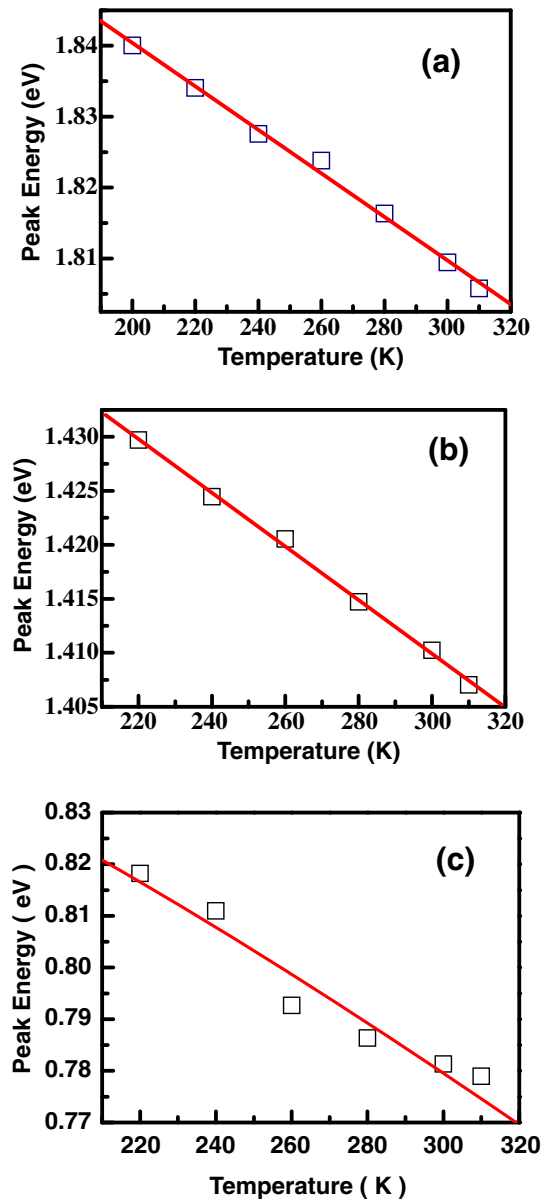 (a)
Peak Energy (eV)
1.84
1.83
1.82
1.81
200 220 240 260 280 300 320
Temperature (K)
(b)
Peak Energy (eV)
1.430
1.425
1.420
1.415
1.410
1.405
220 240 260 280 300 320
Temperature (K)
(c)
Peak Energy ( eV )
0.83
0.82
0.81
0.80
0.79
0.78
0.77
220 240 260 280 300 320
Temperature ( K )